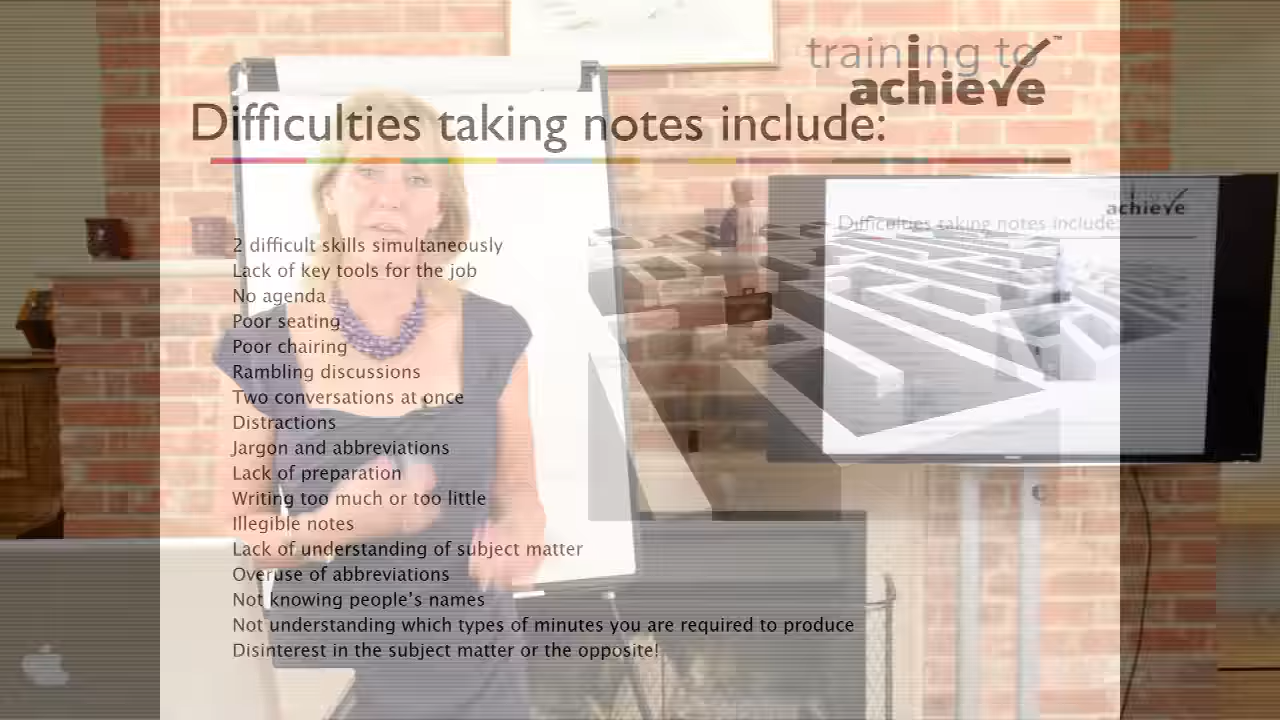 training to™
achieve
Difficulties taking notes include:
achieve
Difficulties taking notes include:
2 difficult skills simultaneously
Lack of key tools for the job
No agenda
Poor seating
Poor chairing
Rambling discussions
Two conversations at once
Distractions
Jargon and abbreviations
Lack of preparation
Writing too much or too little
Illegible notes
Lack of understanding of subject matter
Overuse of abbreviations
Not knowing people's names
Not understanding which types of minutes you are required to produce
Disinterest in the subject matter or the opposite!